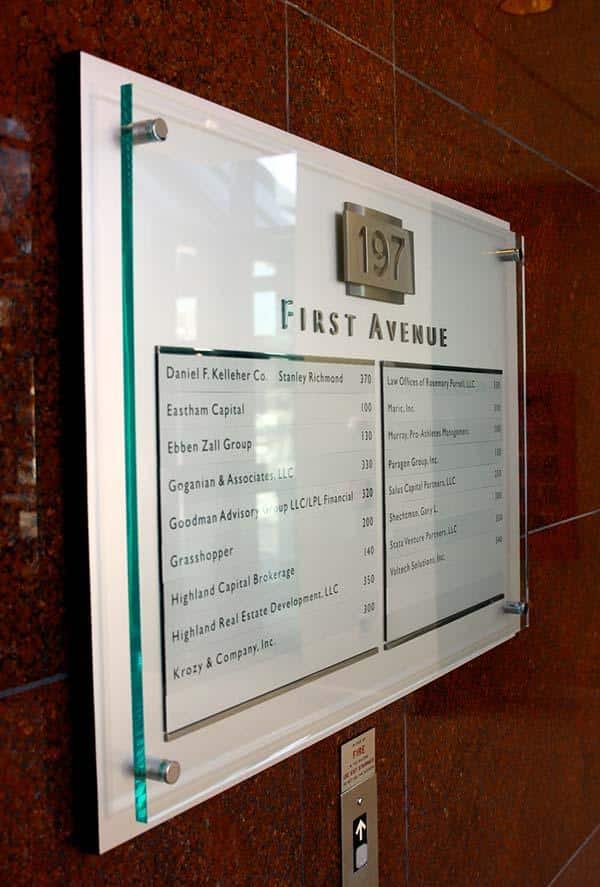 197
FIRST AVENUE
Daniel F. Kelleher Co. Stanley Richmond 370
Eastham Capital 100
Ebben Zall Group 130
Goganian & Associates, LLC 330
Goodman Advisory Group LLC/LPL Financial 320
Grasshopper 200
Highland Capital Brokerage 140
Highland Real Estate Development, LLC 350
Krozy & Company, Inc. 300
Law Offices of Rosemary LLC
Maric, Inc.
Murray, Pro-Athletes Management
Paragon Group, Inc.
Salus Capital Partners, LLC
Shechtman, Gary L.
Stata Venture Partners, LLC
Voltech Solutions, Inc.
FIRE